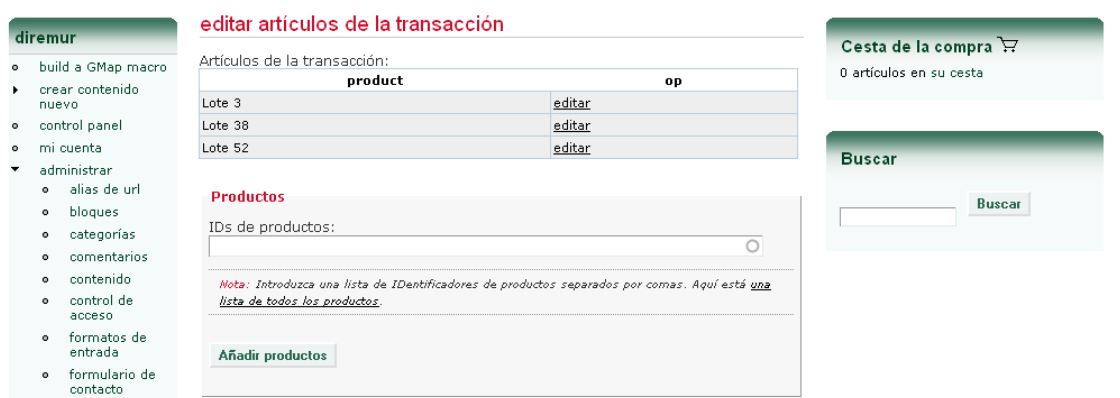 diremur
build a GMap macro
crear contenido
nuevo
control panel
mi cuenta
administrar
alias de url
bloques
categorías
comentarios
contenido
control de
acceso
formatos de
entrada
formulario de
contacto
editar artículos de la transacción
Artículos de la transacción:
product op
Lote 3 editar
Lote 38 editar
Lote 52 editar
Productos
IDs de productos:
Nota: Introduzca una lista de IDentificadores de productos separados por comas. Aquí está una
lista de todos los productos.
Añadir productos
Cesta de la compra
0 artículos en su cesta
Buscar
Buscar